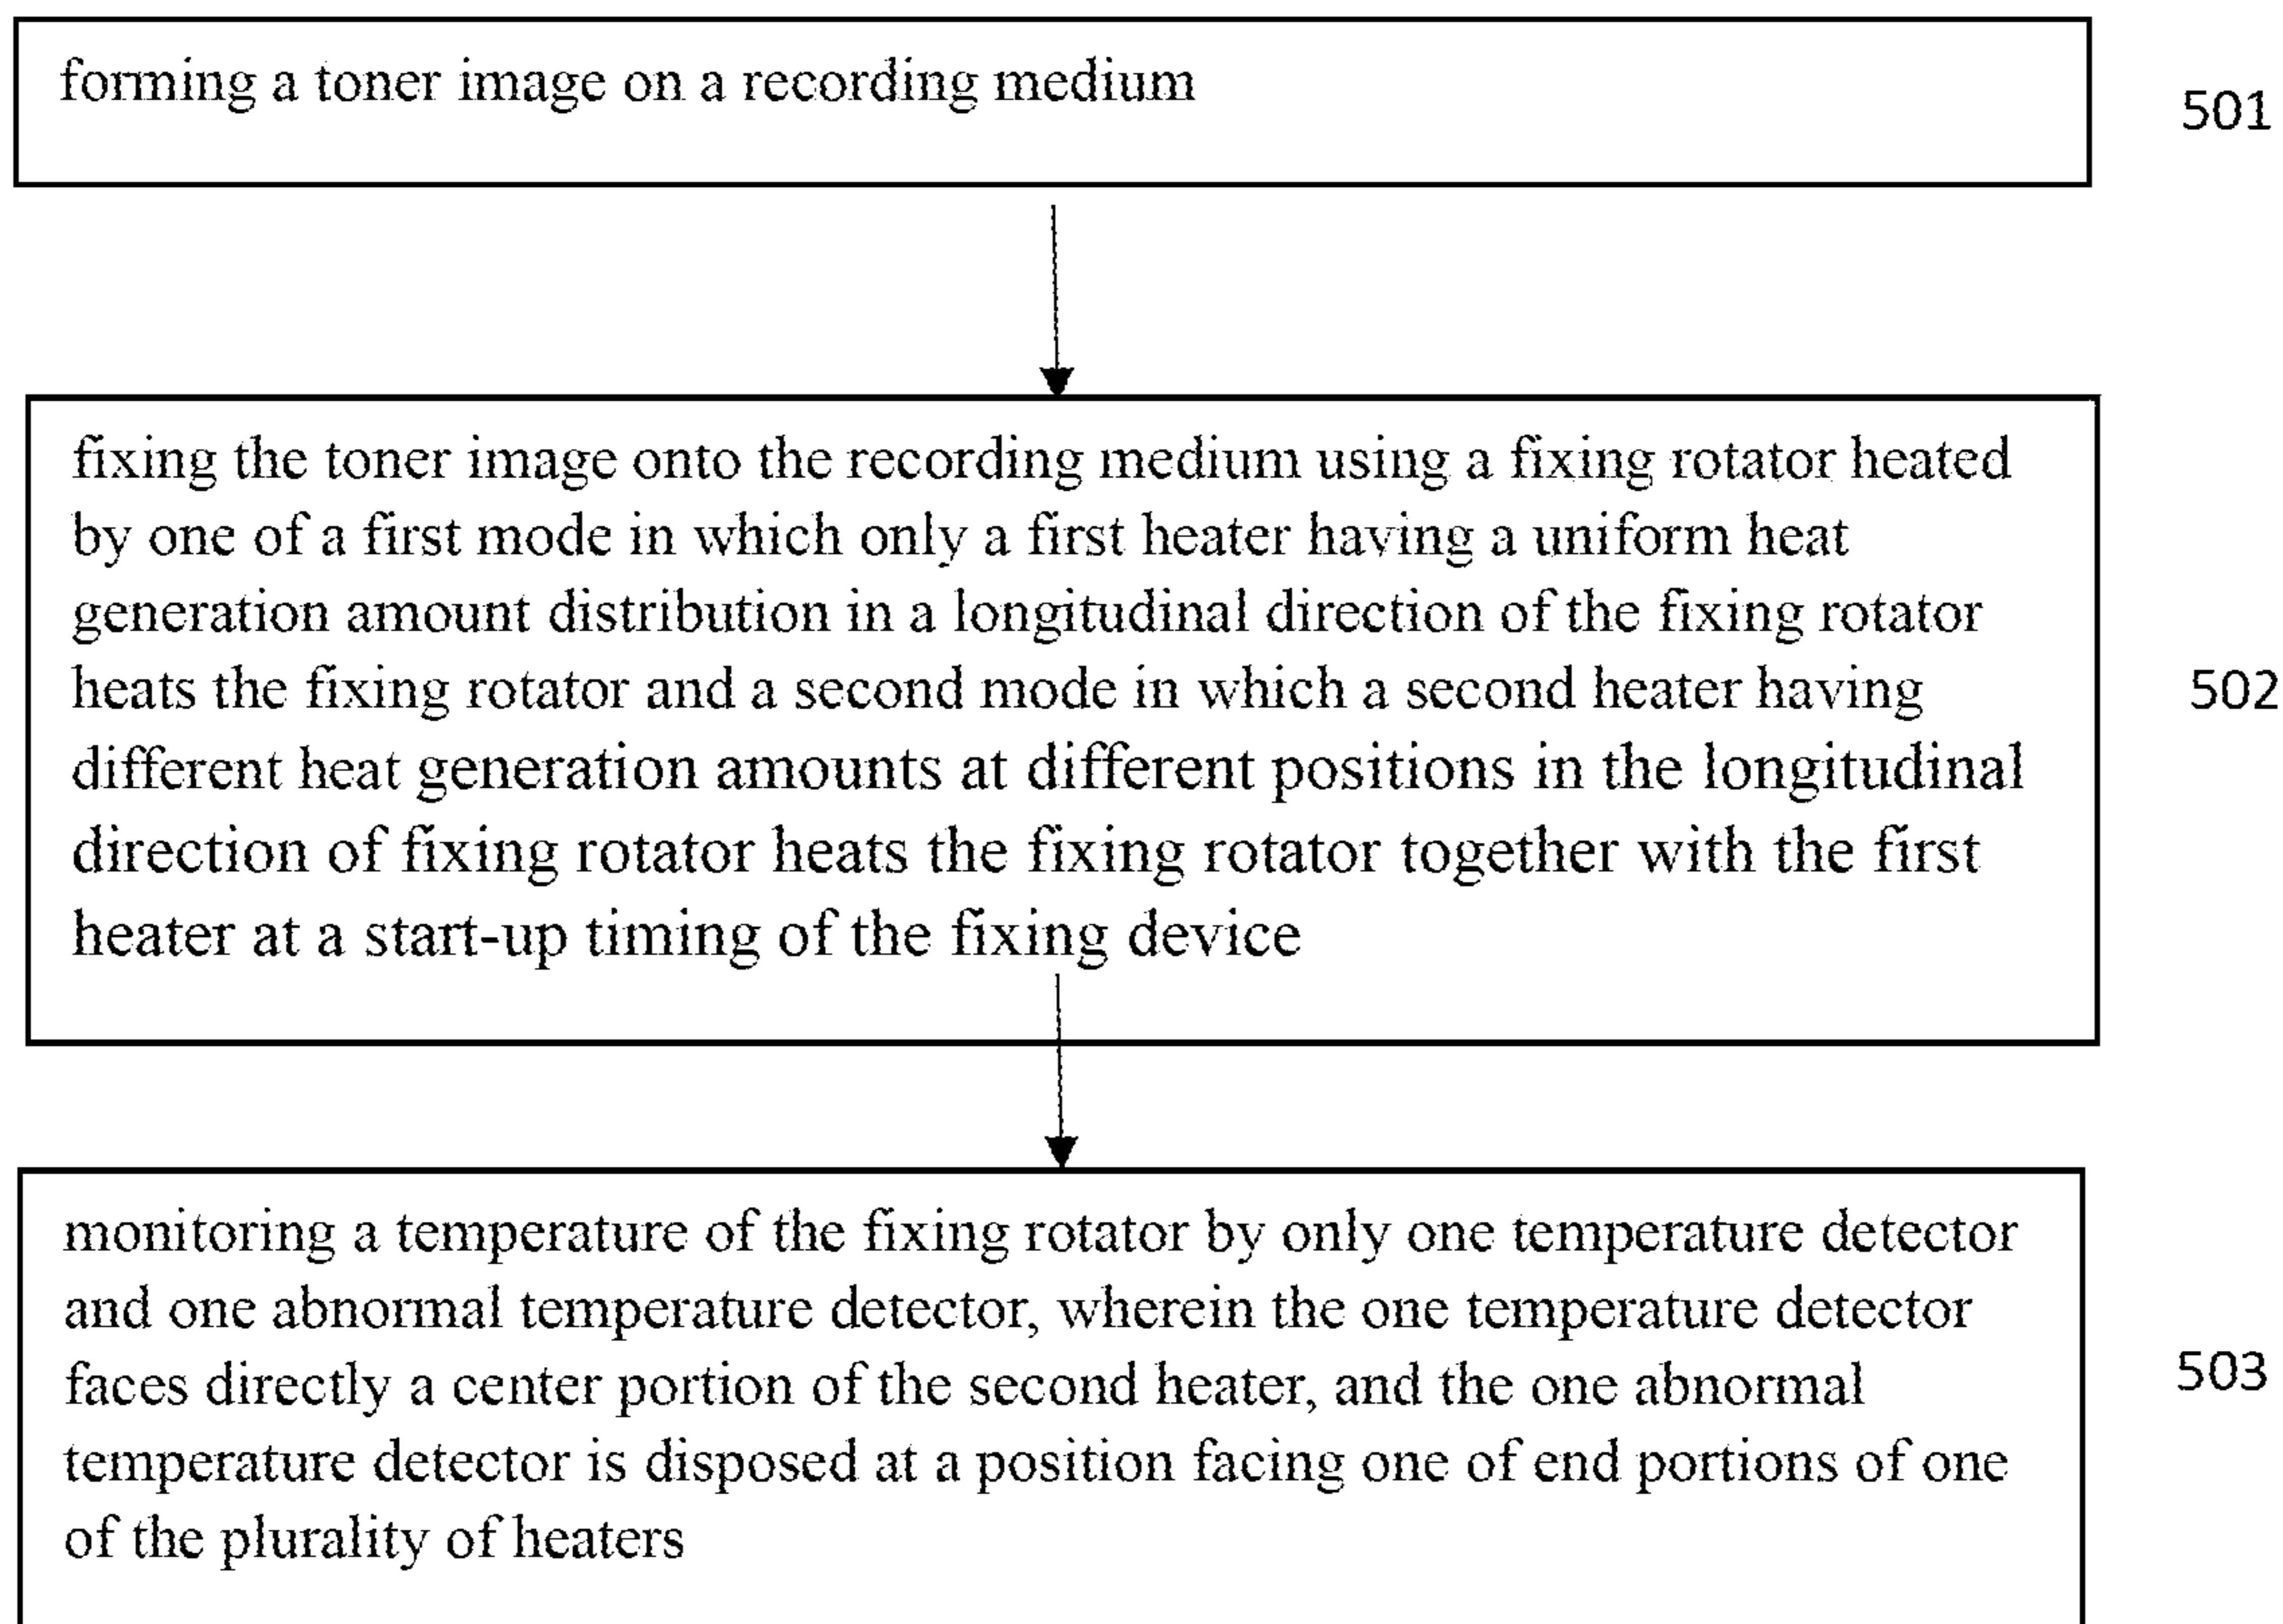 forming a toner image on a recording medium
501
fixing the toner image onto the recording medium using a fixing rotator heated
by one of a first mode in which only a first heater having a uniform heat
generation amount distribution in a longitudinal direction of the fixing rotator
heats the fixing rotator and a second mode in which a second heater having
different heat generation amounts at different positions in the longitudinal
direction of fixing rotator heats the fixing rotator together with the first
heater at a start-up timing of the fixing device
502
monitoring a temperature of the fixing rotator by only one temperature detector
and one abnormal temperature detector, wherein the one temperature detector
faces directly a center portion of the second heater, and the one abnormal
temperature detector is disposed at a position facing one of end portions of one
of the plurality of heaters
503